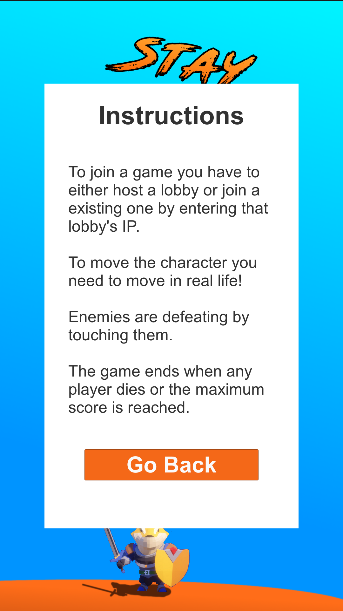 STAY
Instructions
To join a game you have to
either host a lobby or join a
existing one by entering that
lobby's IP.
To move the character you
need to move in real life!
Enemies are defeating by
touching them.
The game ends when any
player dies or the maximum
score is reached.
Go Back